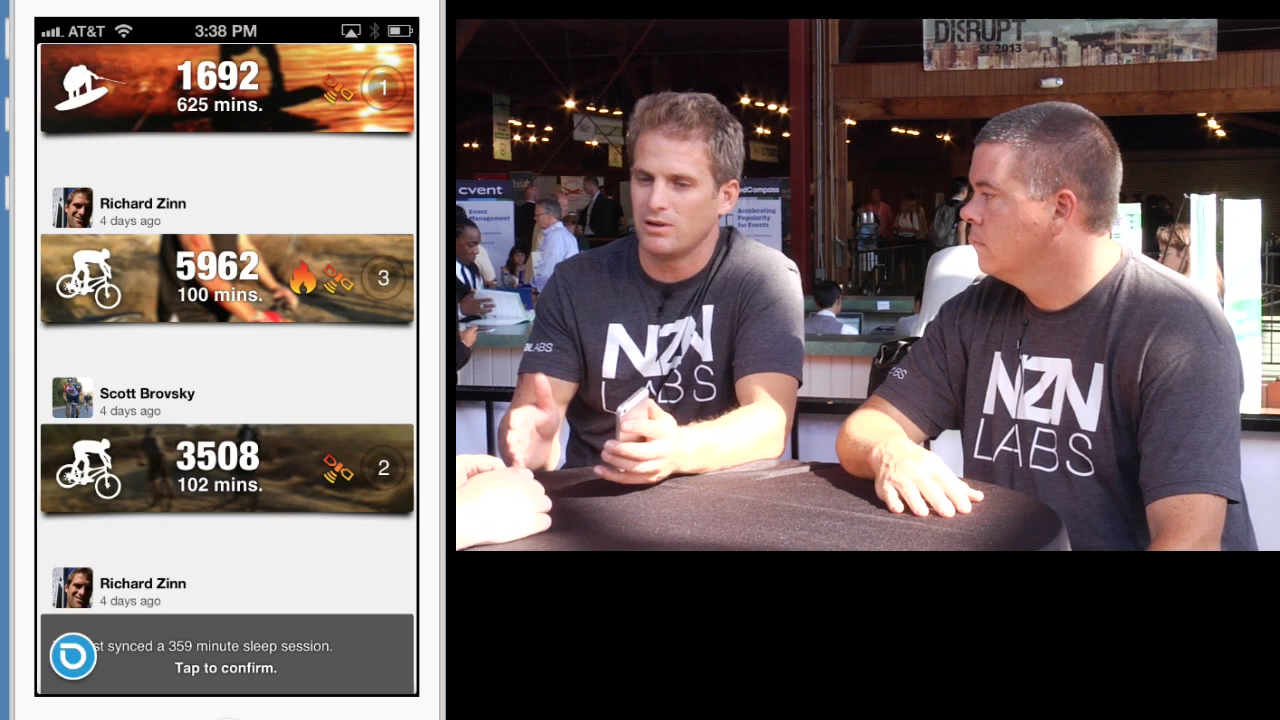 AT&T
3:38 PM
1692
625 mins.
1
Richard Zinn
4 days ago
5962
100 mins.
3
Scott Brovsky
4 days ago
3508
102 mins.
2
Richard Zinn
4 days ago
st synced a 359 minute sleep session.
Tap to confirm.
DISRUPT
SF 2013
cvent
Event
Management
edCompass
Accelerating
Popularity
for Events
NZN
LABS
LABS
NZN
LABS